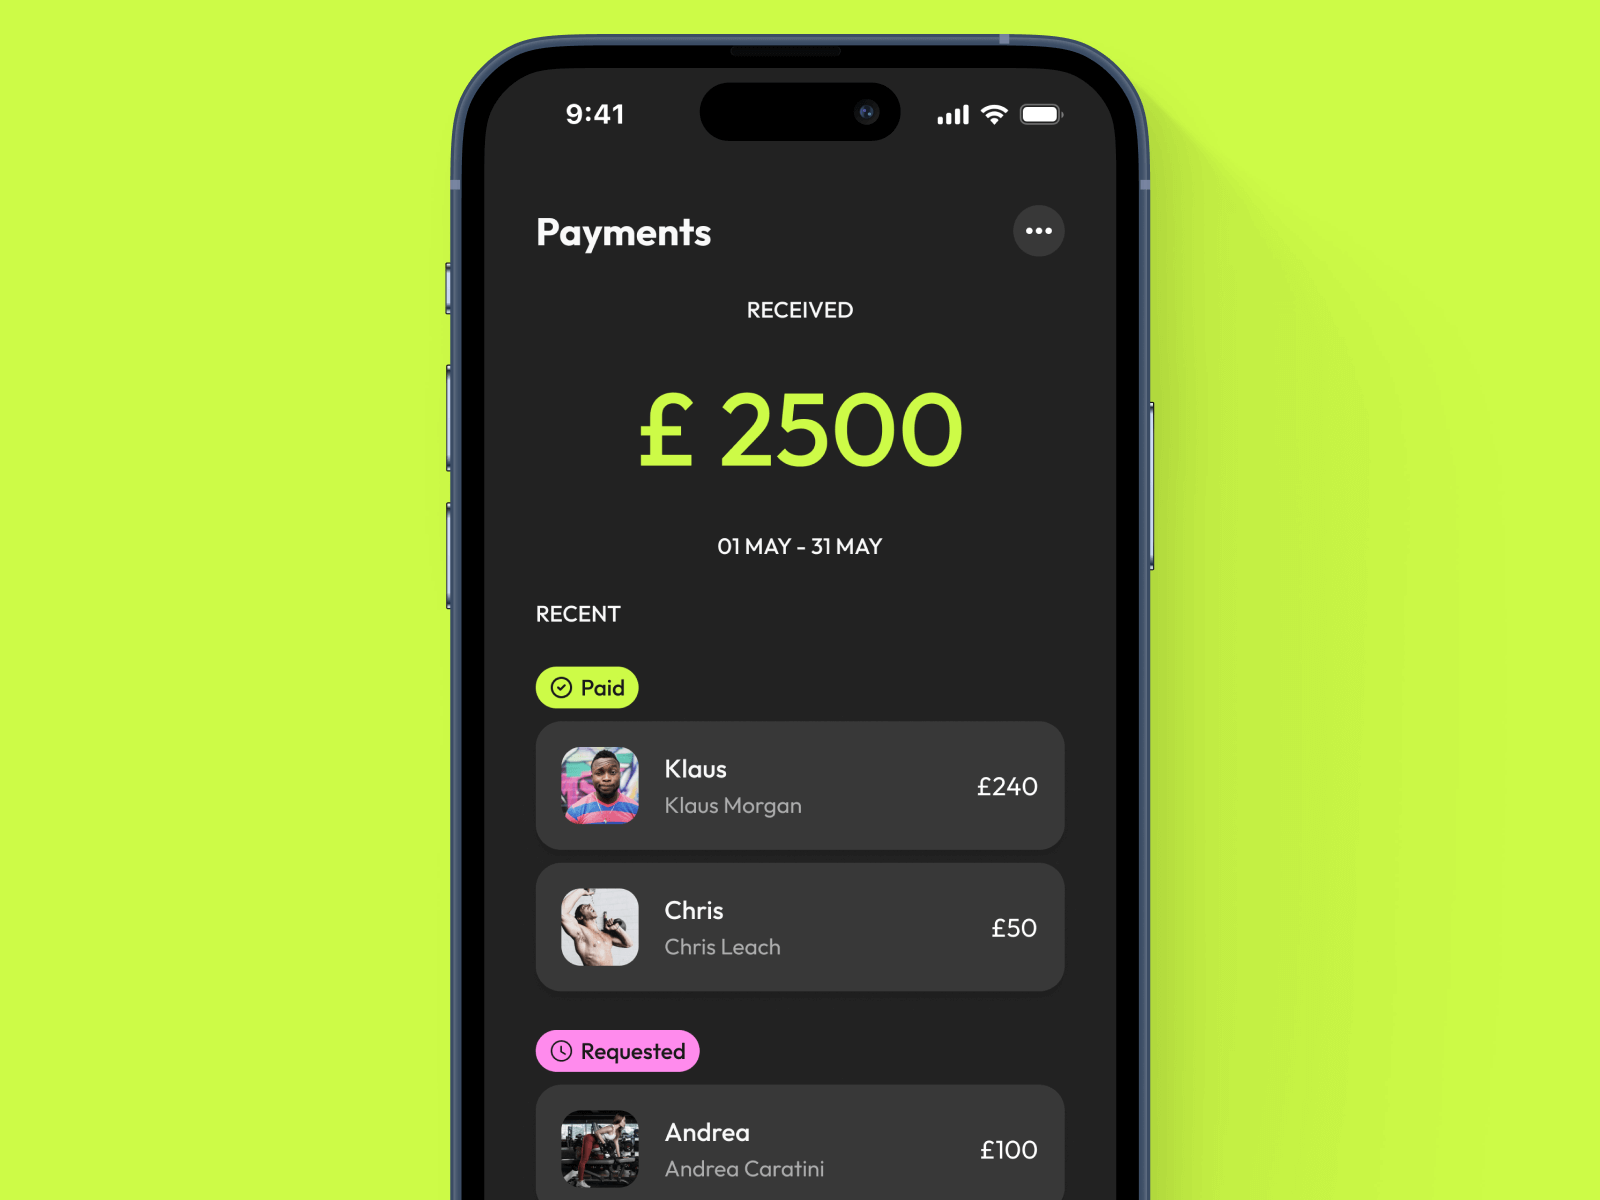 9:41
Payments
RECEIVED
£ 2500
01 MAY - 31 MAY
RECENT
Paid
Klaus
Klaus Morgan
£240
Chris
Chris Leach
£50
Requested
Andrea
Andrea Caratini
£100